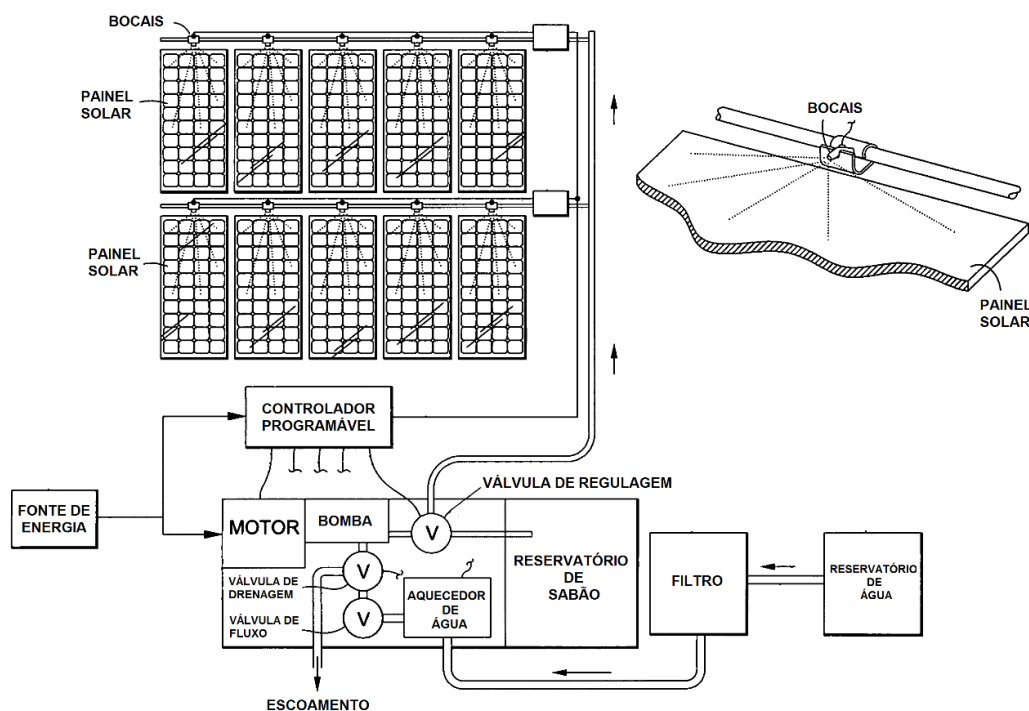 BOCAIS
PAINEL
SOLAR
BOCAIS
PAINEL
SOLAR
PAINEL
SOLAR
CONTROLADOR
PROGRAMÁVEL
VÁLVULA DE REGULAGEM
FONTE DE
ENERGIA
MOTOR
BOMBA
V
RESERVATÓRIO
DE
SABÃO
FILTRO
RESERVATÓRIO
DE
ÁGUA
VÁLVULA DE
DRENAGEM
V
AQUECEDOR
DE
ÁGUA
VÁLVULA DE
FLUXO
V
ESCOAMENTO